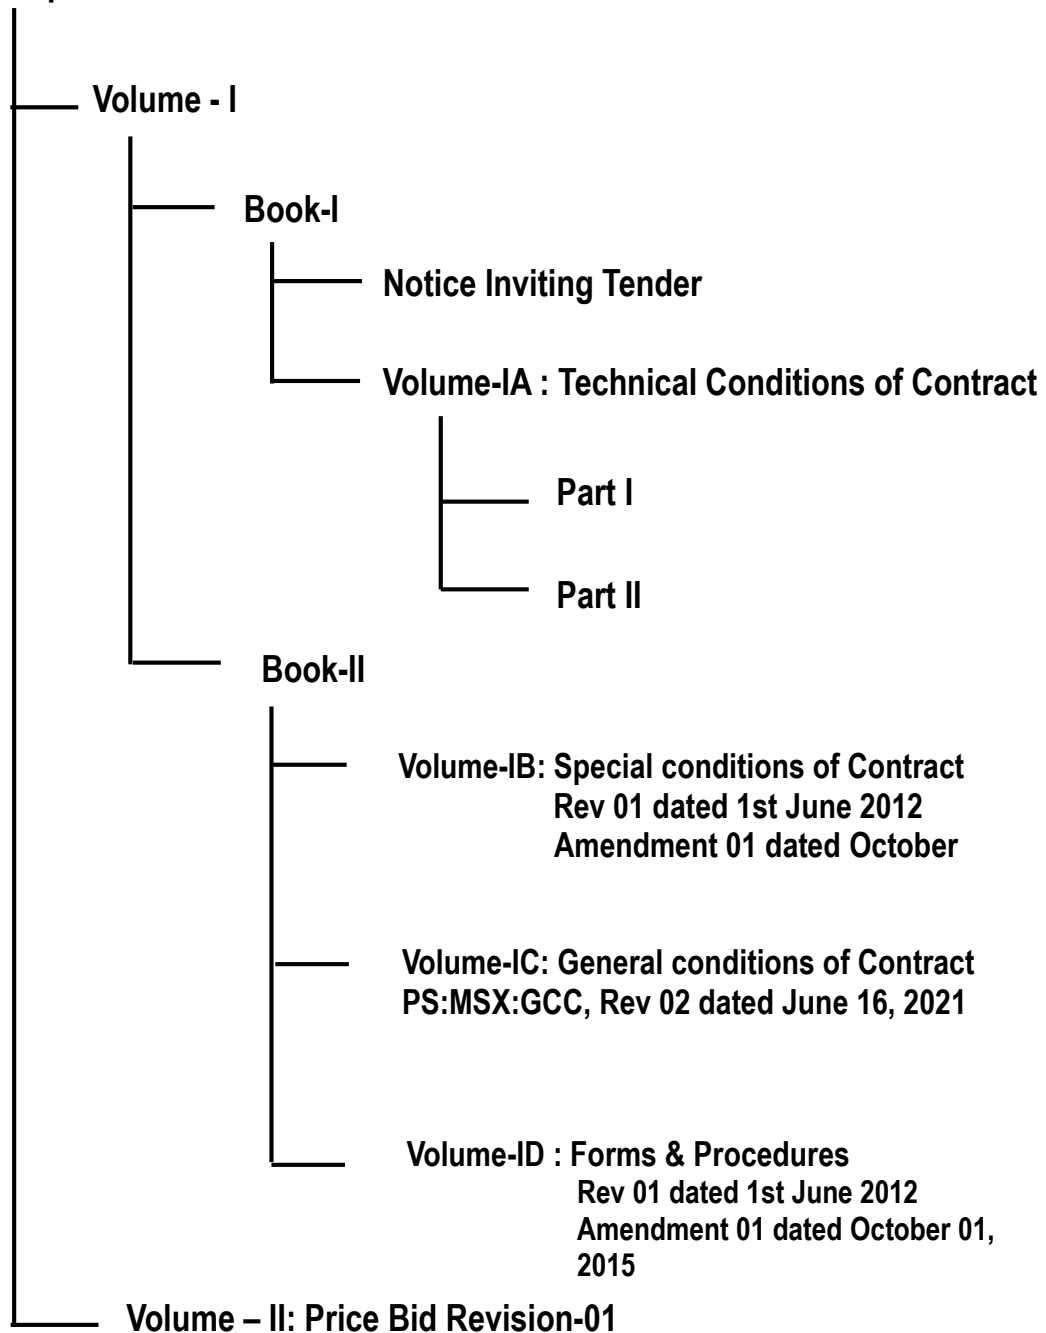 Volume - I
Book-I
Notice Inviting Tender
Volume-IA : Technical Conditions of Contract
Part I
Part II
Book-II
Volume-IB: Special conditions of Contract
Rev 01 dated 1st June 2012
Amendment 01 dated October
Volume-IC: General conditions of Contract
PS:MSX:GCC, Rev 02 dated June 16, 2021
Volume-ID : Forms & Procedures
Rev 01 dated 1st June 2012
Amendment 01 dated October 01,
2015
Volume – II: Price Bid Revision-01